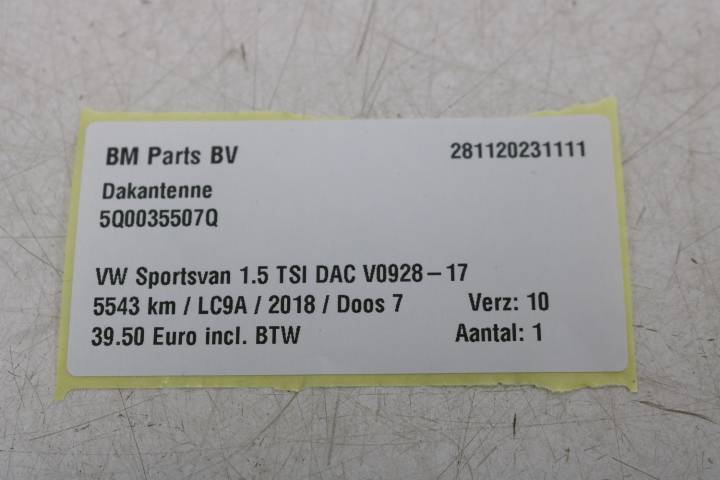 BM Parts BV 281120231111
Dakantenne
5Q0035507Q
VW Sportsvan 1.5 TSI DAC V0928-17
5543 km / LC9A / 2018 / Doos 7 Verz: 10
39.50 Euro incl. BTW Aantal: 1